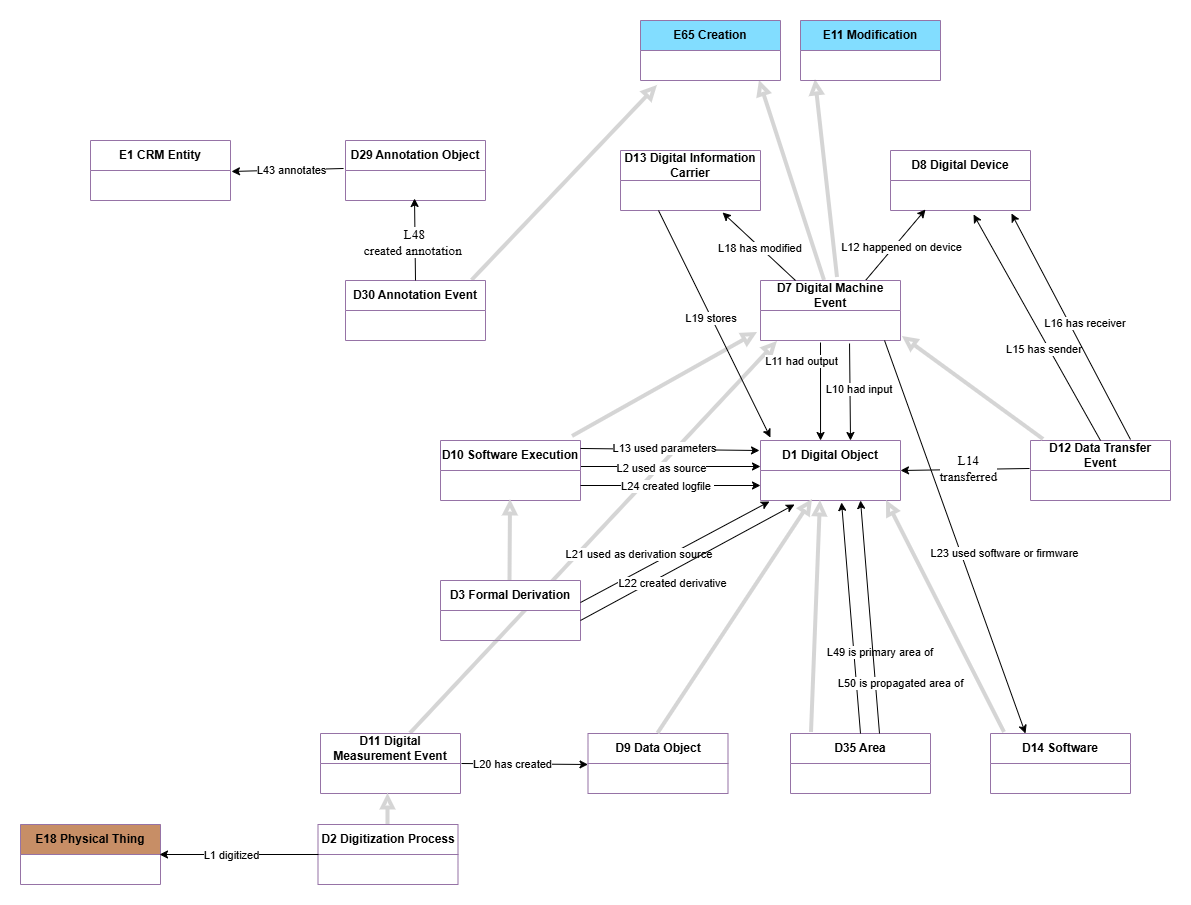 E65 Creation
E11 Modification
E1 CRM Entity
D29 Annotation Object
D13 Digital Information
Carrier
D8 Digital Device
L43 annotates
L48
created annotation
L18 has modified
L12 happened on device
D30 Annotation Event
D7 Digital Machine
Event
L19 stores
L16 has receiver
L15 has sender
L11 had output
L10 had input
D10 Software Execution
L13 used parameters
L2 used as source
L24 created logfile
D1 Digital Object
L14
transferred
D12 Data Transfer
Event
L21 used as derivation source
L22 created derivative
L23 used software or firmware
D3 Formal Derivation
L49 is primary area of
L50 is propagated area of
D11 Digital
Measurement Event
L20 has created
D9 Data Object
D35 Area
D14 Software
E18 Physical Thing
L1 digitized
D2 Digitization Process